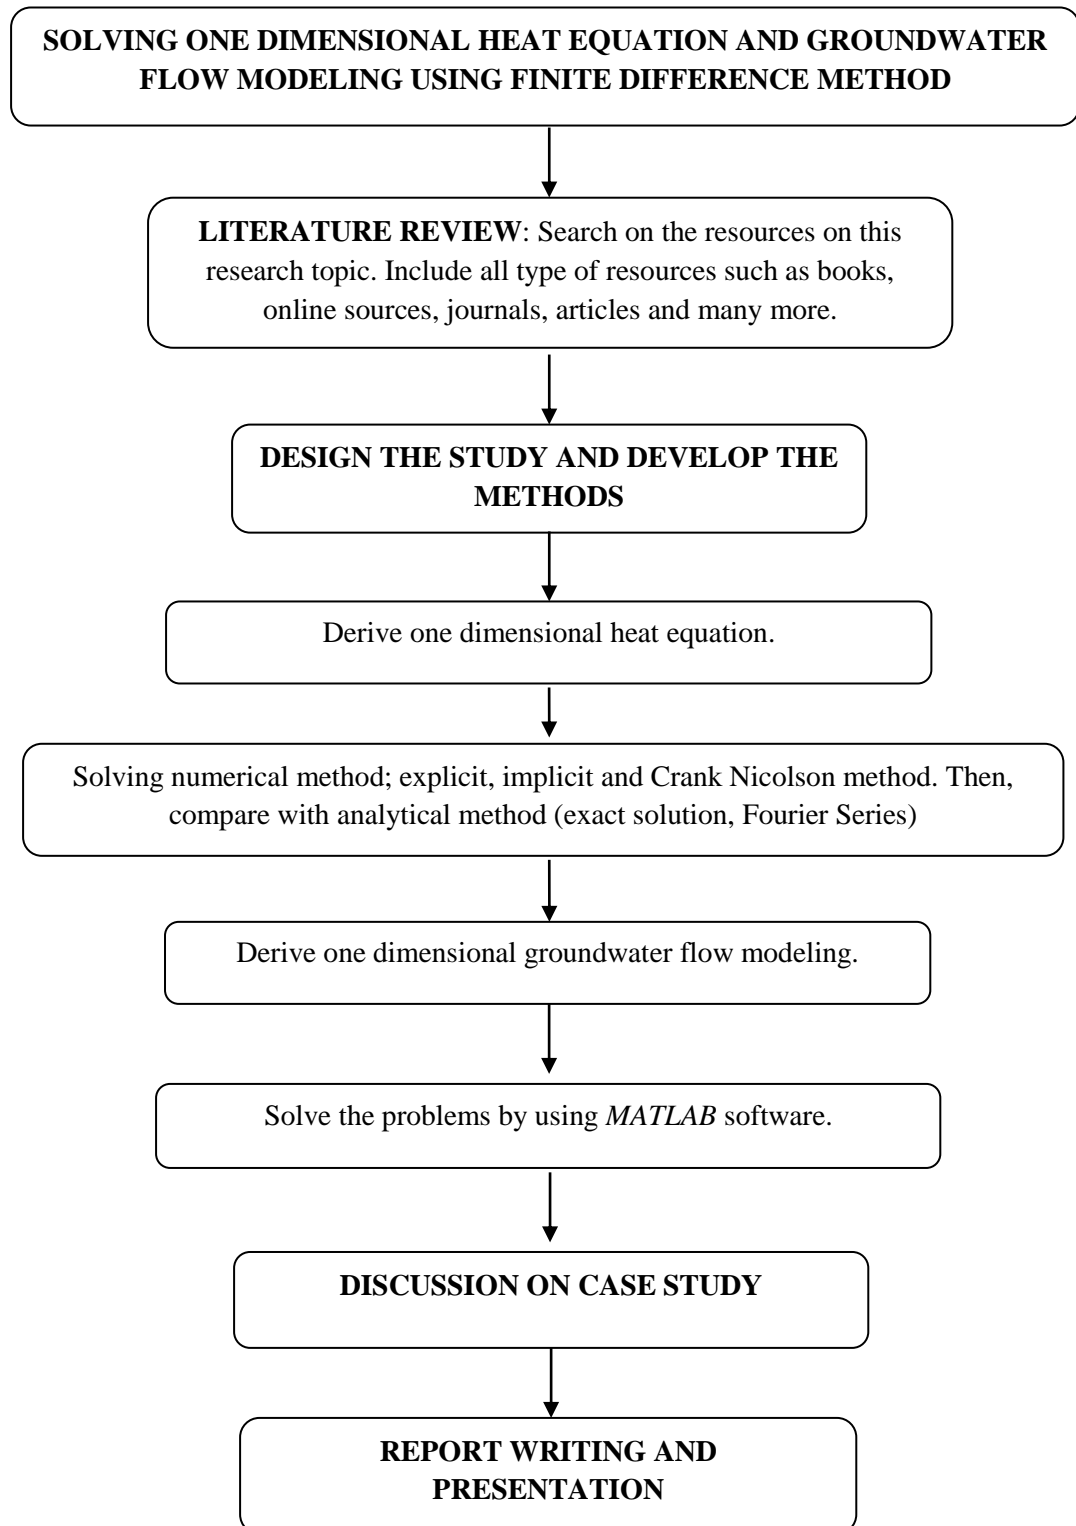 SOLVING ONE DIMENSIONAL HEAT EQUATION AND GROUNDWATER
FLOW MODELING USING FINITE DIFFERENCE METHOD
LITERATURE REVIEW: Search on the resources on this
research topic. Include all type of resources such as books,
online sources, journals, articles and many more.
DESIGN THE STUDY AND DEVELOP THE
METHODS
Derive one dimensional heat equation.
Solving numerical method; explicit, implicit and Crank Nicolson method. Then,
compare with analytical method (exact solution, Fourier Series)
Derive one dimensional groundwater flow modeling.
Solve the problems by using MATLAB software.
DISCUSSION ON CASE STUDY
REPORT WRITING AND
PRESENTATION